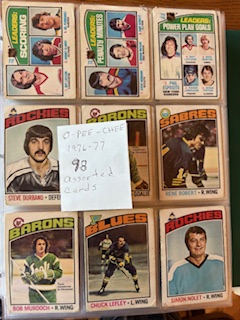 LEADERS:
SCORING
LEADERS:
PENALTY MINUTES
LEADERS:
POWER PLAY GOALS
PHIL
ESPOSITO
ROCKIES
BARONS
SABRES
O-PEE-CHEE
1976-77
98
assorted
cards
STEVE DURBANO • DEFEN
RENE ROBERT • R. WING
BARONS
BLUES
ROCKIES
BOB MURDOCH • R. WING
CHUCK LEFLEY • L. WING
SIMON NOLET • R. WING